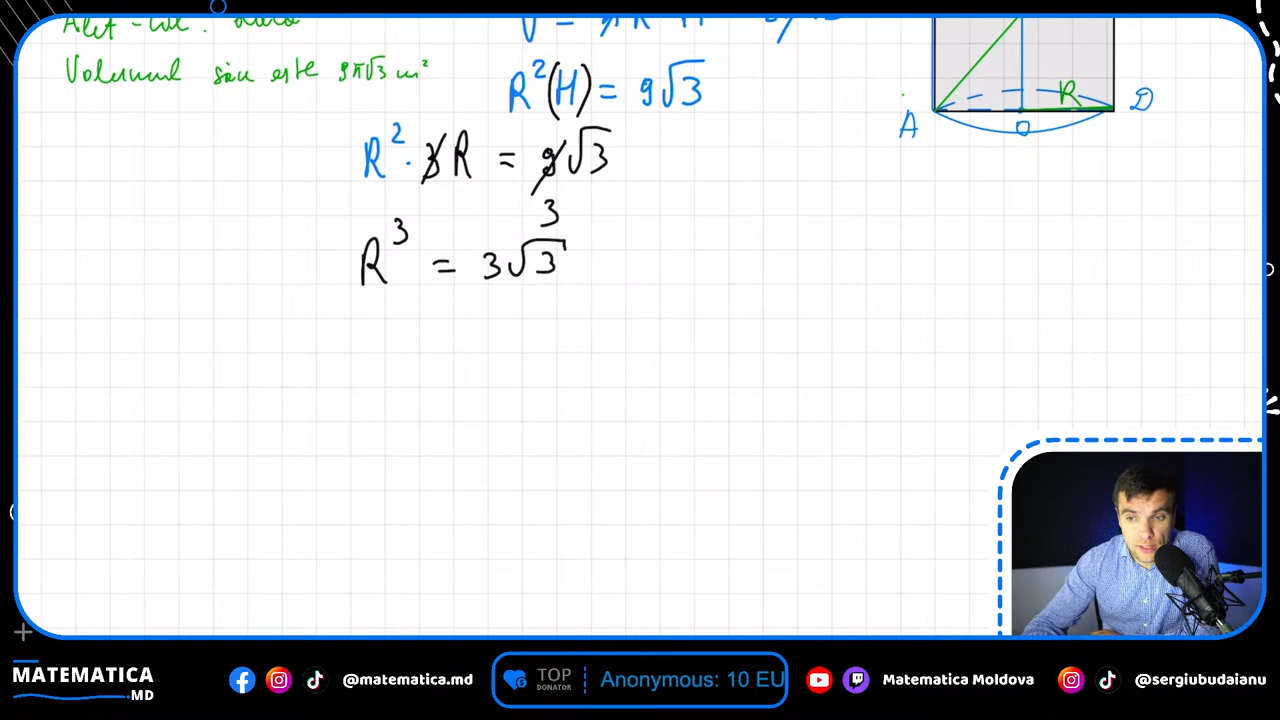 Volumul său este 9π√3 cm²
R²(H) = 9√3
R² · 3R = 9√3
3
R³ = 3√3
A
O
R
D
MATEMATICA
.MD
@matematica.md
TOP
DONATOR
Anonymous: 10 EU
Matematica Moldova
@sergiubudaianu